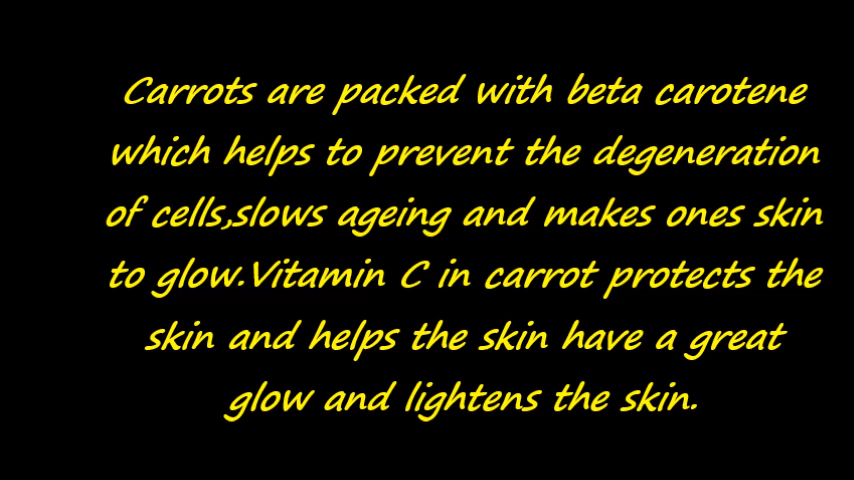 Carrots are packed with beta carotene
which helps to prevent the degeneration
of cells,slows ageing and makes ones skin
to glow.Vitamin C in carrot protects the
skin and helps the skin have a great
glow and lightens the skin.